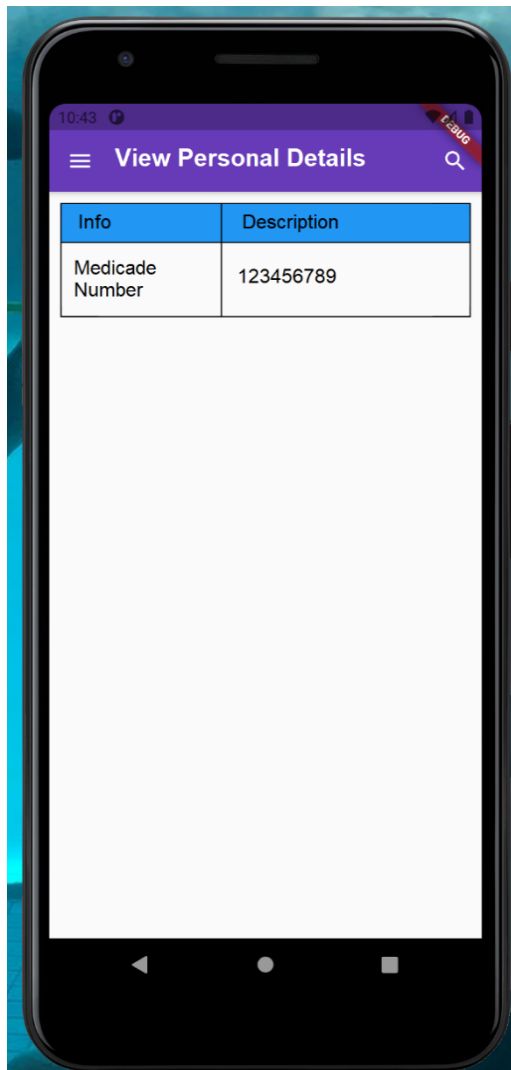 10:43
DEBUG
View Personal Details
Info Description
Medicade
Number
123456789